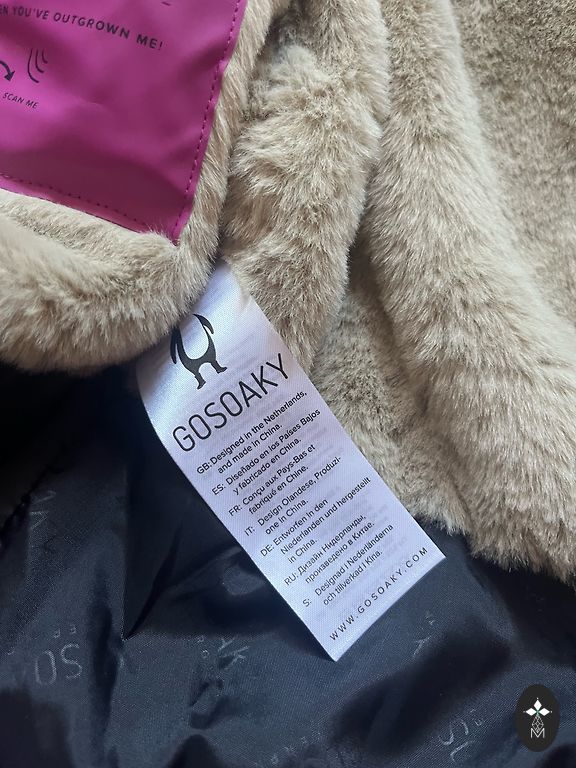 N YOU'VE OUTGROWN ME!
SCAN ME
GOSOAKY
GB: Designed in the Netherlands,
and made in China.
ES: Diseñado en los Países Bajos
y fabricado en China.
FR: Conçu aux Pays-Bas et
fabriqué en Chine.
IT: Design Olandese, Produzi-
one in China.
DE: Entworfen in den
Niederlanden und hergestellt
in China.
RU: Дизайн Нидерланды,
произведено в Китае.
S: Designad i Nederländerna
och tillverkad i Kina.
WWW.GOSOAKY.COM